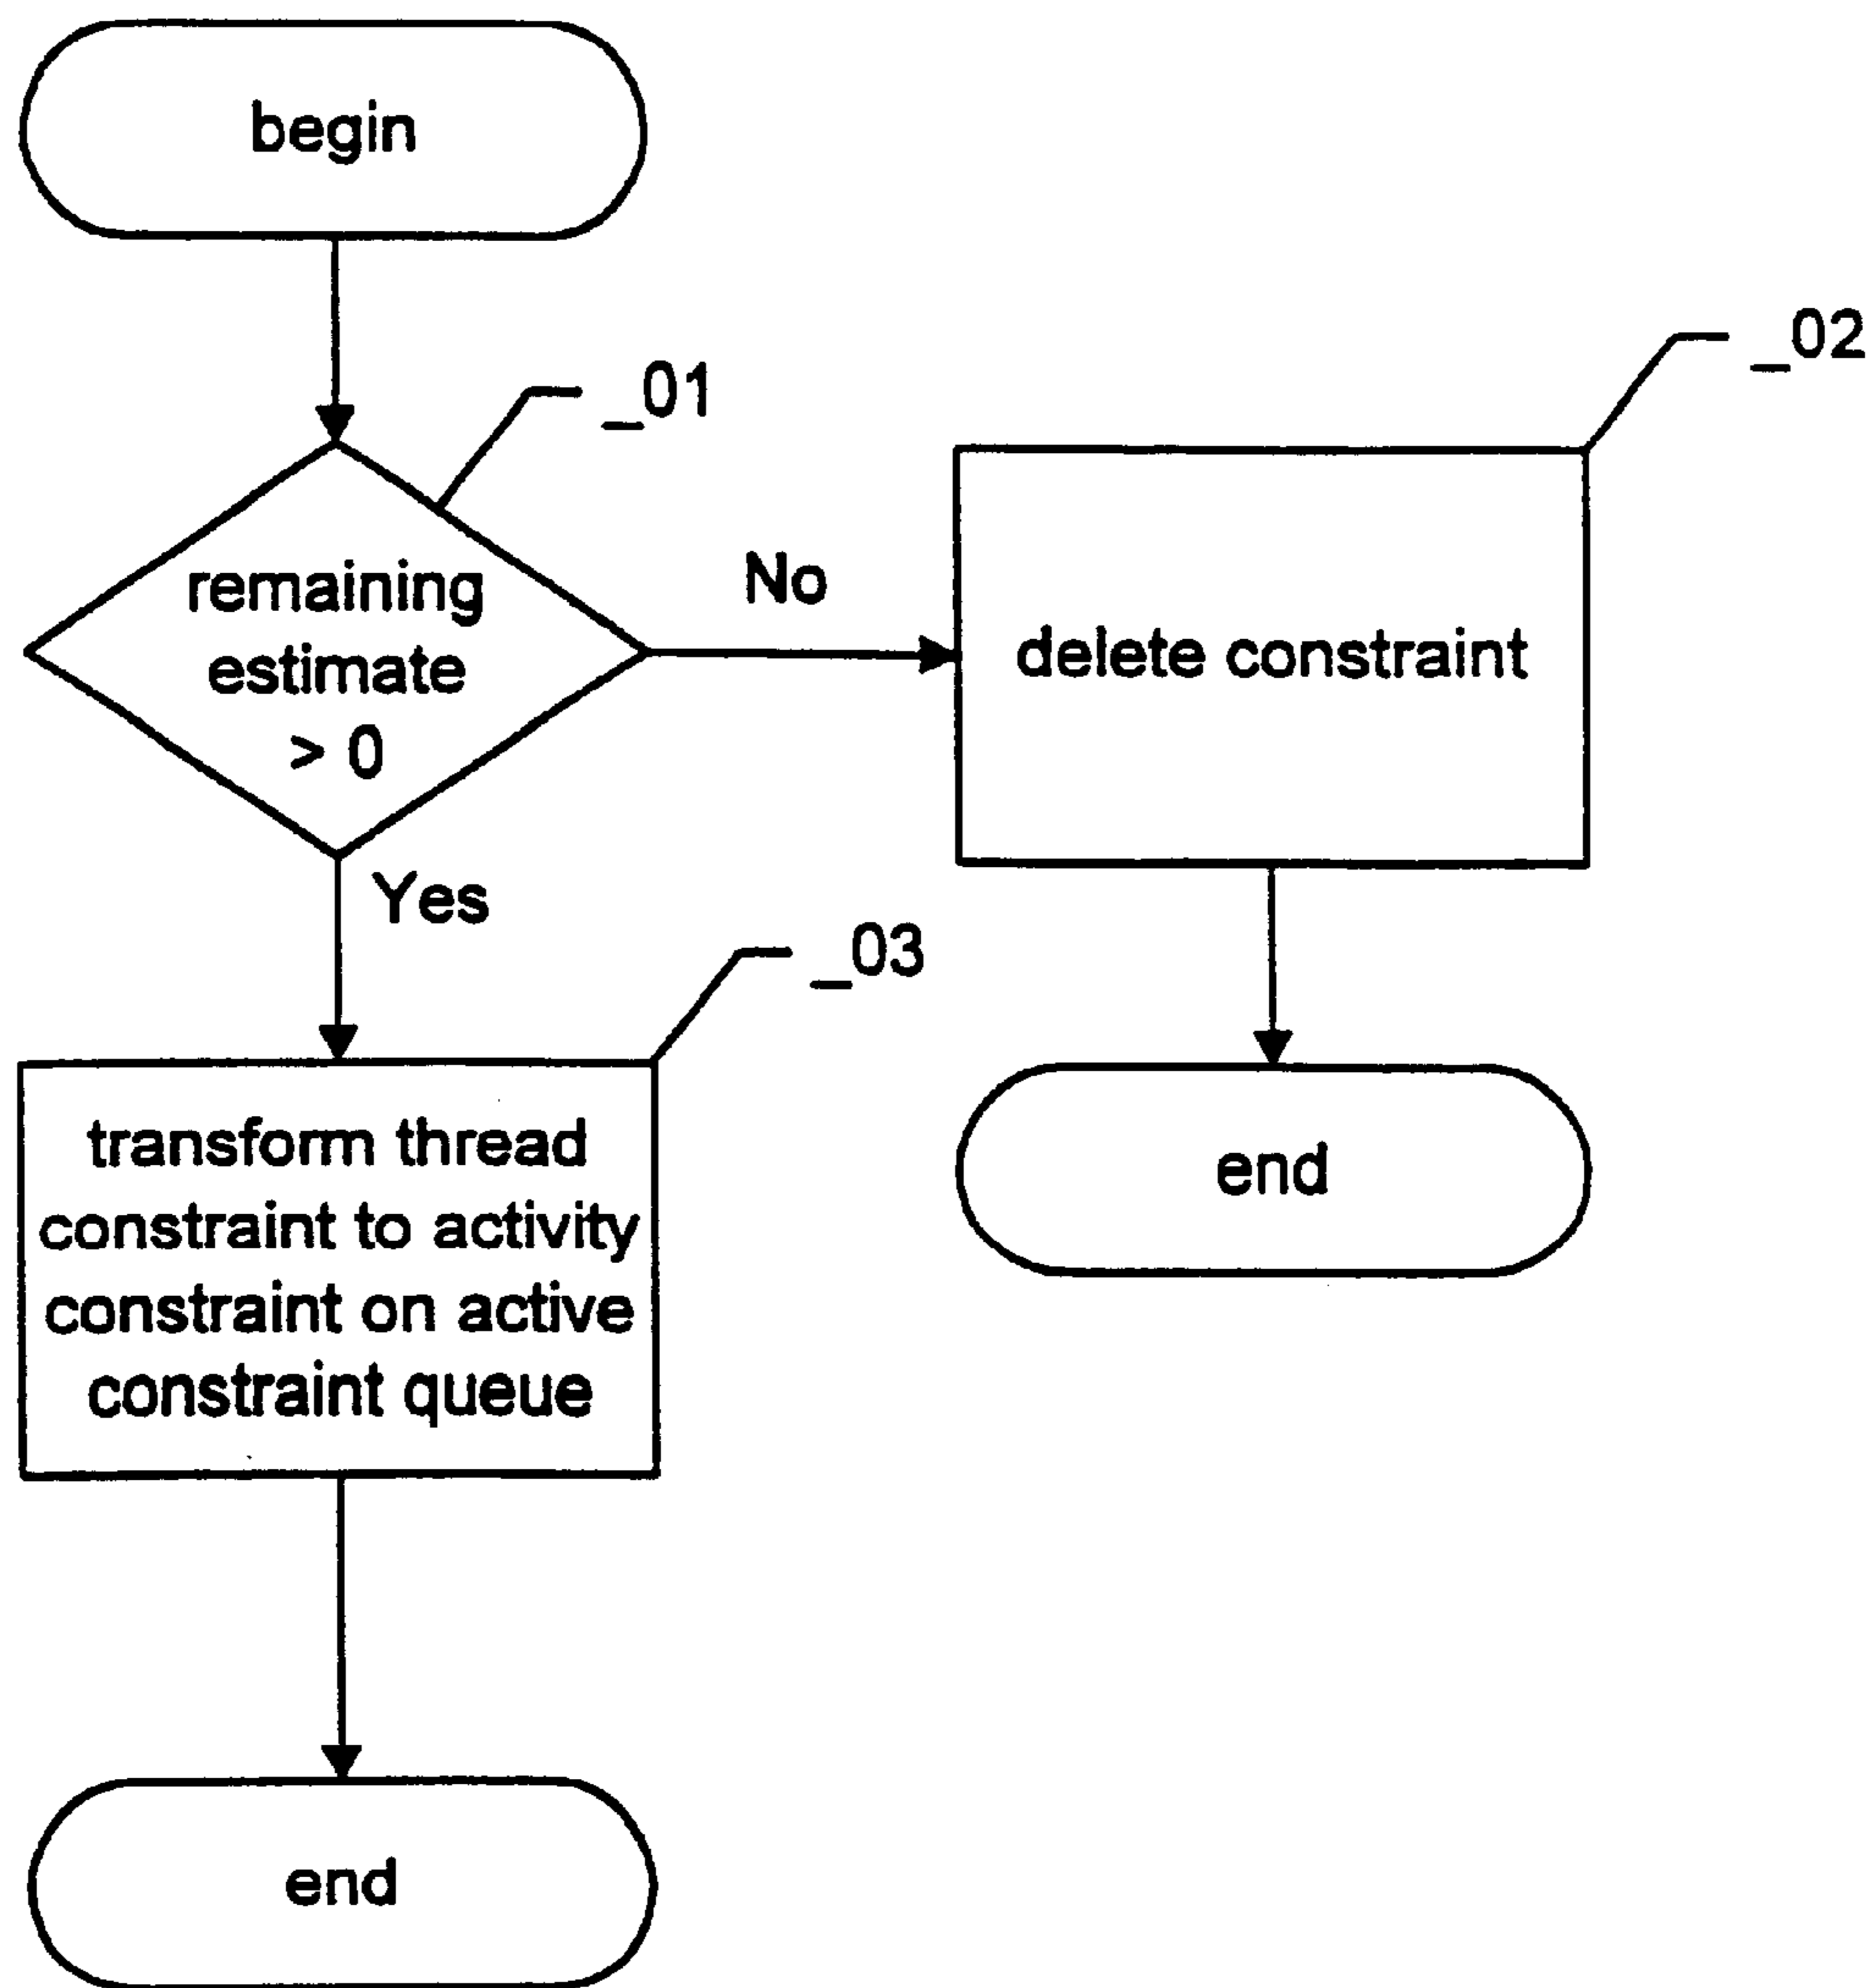 begin
_01
_02
remaining
estimate
> 0
No
delete constraint
Yes
_03
transform thread
constraint to activity
constraint on active
constraint queue
end
end